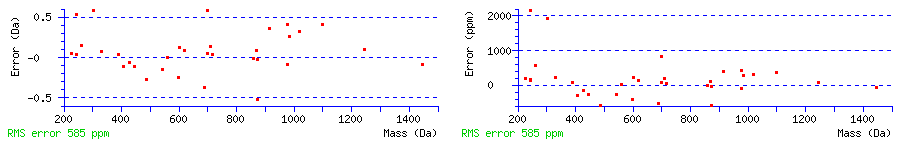 0.5
-0
-0.5
Error (Da)
200 400 600 800 1000 1200 1400
RMS error 585 ppm
Mass (Da)
2000
1000
0
Error (ppm)
200 400 600 800 1000 1200 1400
RMS error 585 ppm
Mass (Da)